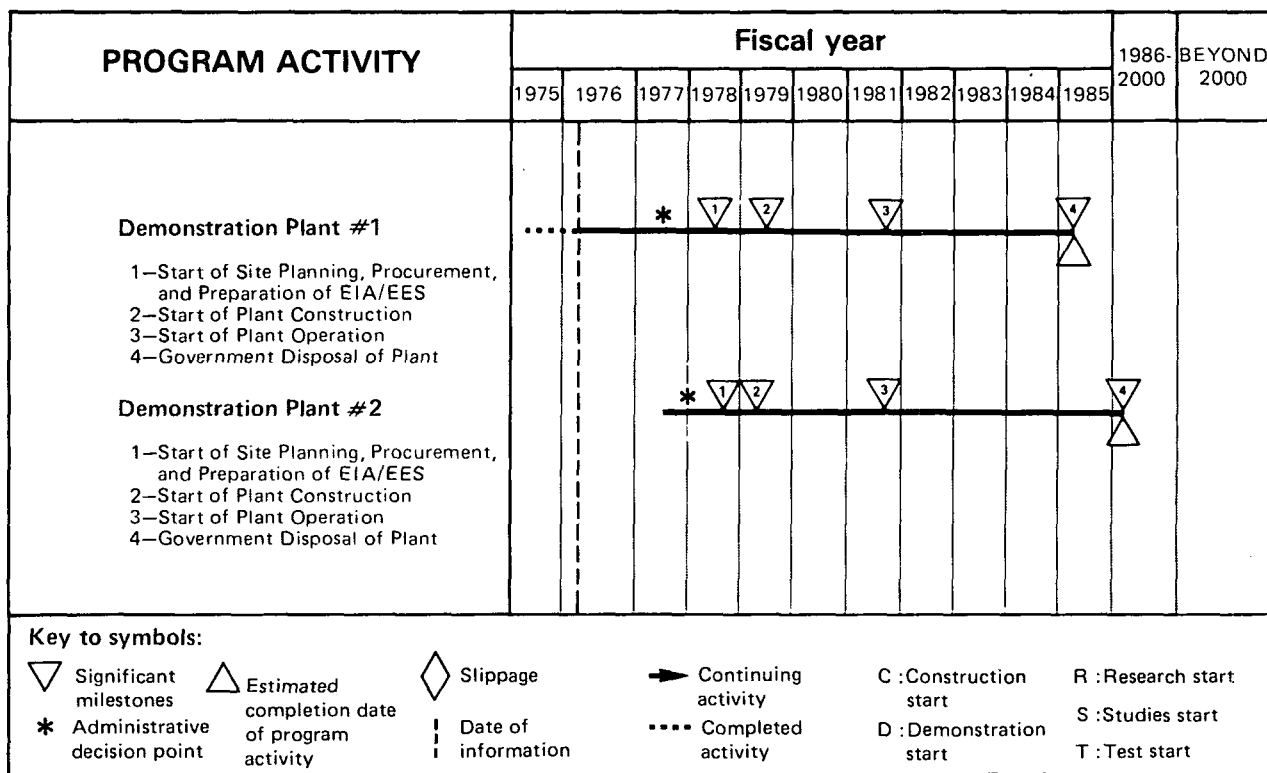 PROGRAM ACTIVITY
Fiscal year
1986-
2000
BEYOND
2000
1975 1976 1977 1978 1979 1980 1981 1982 1983 1984 1985
* 1 2 3 4
Demonstration Plant #1
1—Start of Site Planning, Procurement,
and Preparation of EIA/EES
2—Start of Plant Construction
3—Start of Plant Operation
4—Government Disposal of Plant
* 1 2 3 4
Demonstration Plant #2
1—Start of Site Planning, Procurement,
and Preparation of EIA/EES
2—Start of Plant Construction
3—Start of Plant Operation
4—Government Disposal of Plant
Key to symbols:
Significant
milestones
* Administrative
decision point
Estimated
completion date
of program
activity
Slippage
Date of
information
Continuing
activity
Completed
activity
C :Construction
start
D :Demonstration
start
R :Research start
S :Studies start
T :Test start